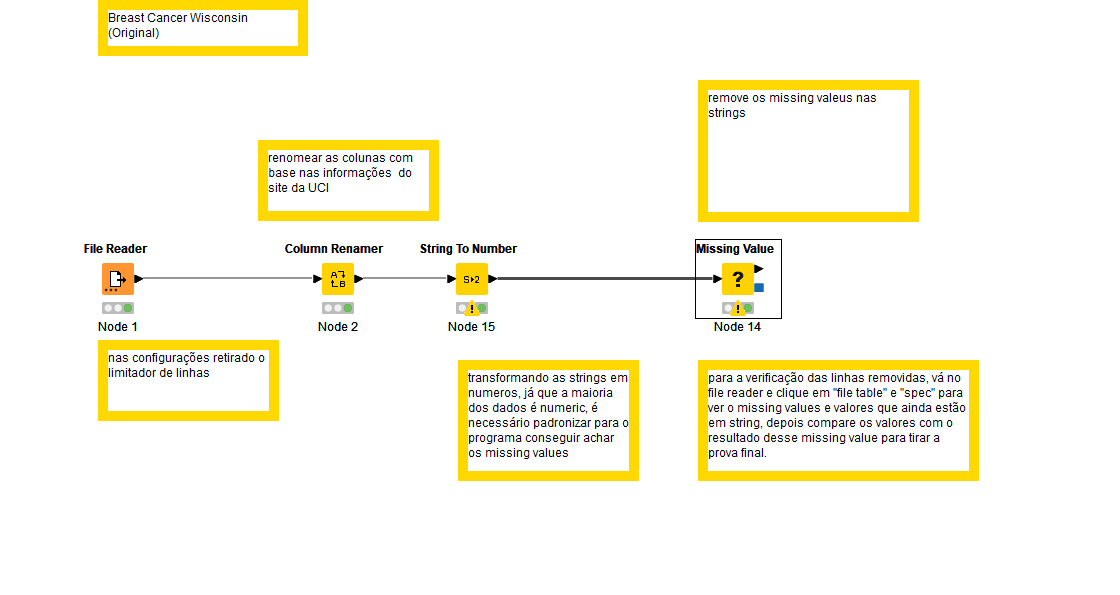 Breast Cancer Wisconsin
(Original)
remove os missing valeus nas
strings
renomear as colunas com
base nas informações  do
site da UCI
File Reader
Column Renamer
String To Number
Missing Value
A
B
S 2
?
Node 1
Node 2
Node 15
Node 14
nas configurações retirado o
limitador de linhas
transformando as strings em
numeros, já que a maioria
dos dados é numeric, é
necessário padronizar para o
programa conseguir achar
os missing values
para a verificação das linhas removidas, vá no
file reader e clique em "file table" e "spec" para
ver o missing values e valores que ainda estão
em string, depois compare os valores com o
resultado desse missing value para tirar a
prova final.